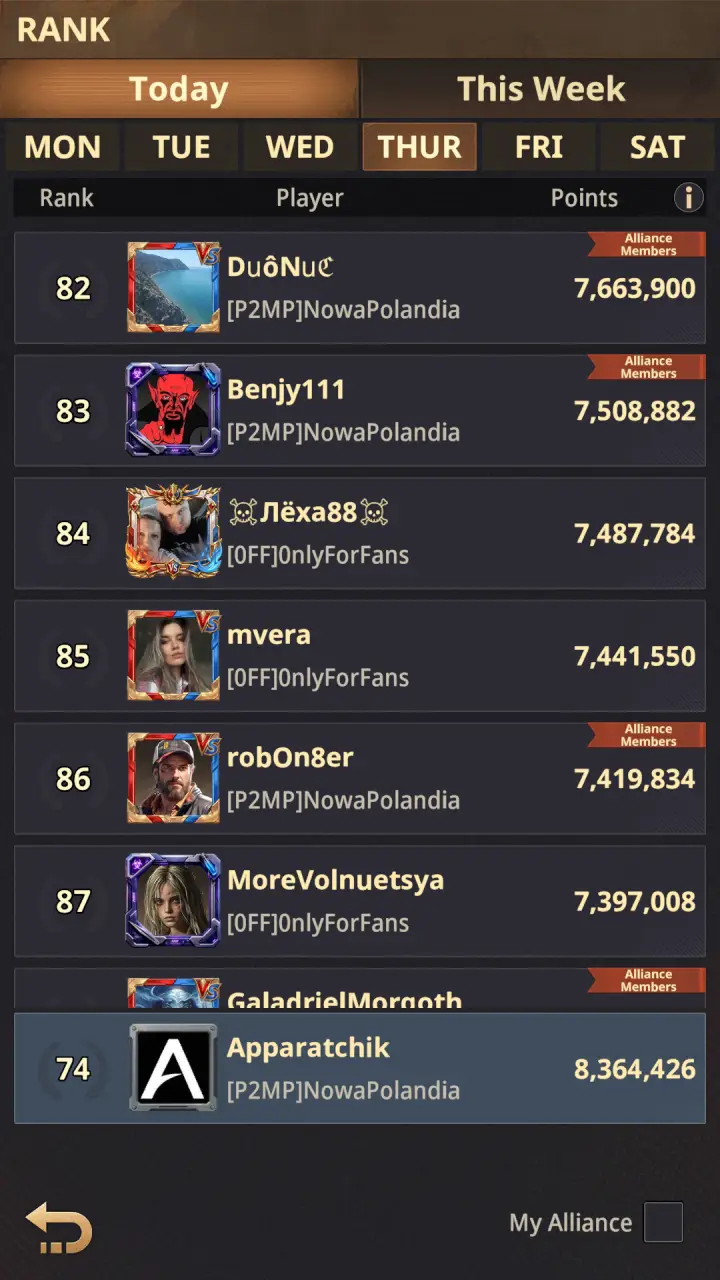 RANK
Today This Week
MON TUE WED THUR FRI SAT
Rank Player Points
Alliance Members
82 DuôNuℭ 7,663,900
[P2MP]NowaPolandia
Alliance Members
83 Benjy111 7,508,882
[P2MP]NowaPolandia
84 ☠Лёха88☠ 7,487,784
[0FF]0nlyForFans
85 mvera 7,441,550
[0FF]0nlyForFans
Alliance Members
86 robOn8er 7,419,834
[P2MP]NowaPolandia
87 MoreVolnuetsya 7,397,008
[0FF]0nlyForFans
Alliance Members
GaladrielMorgoth
74 Apparatchik 8,364,426
[P2MP]NowaPolandia
My Alliance